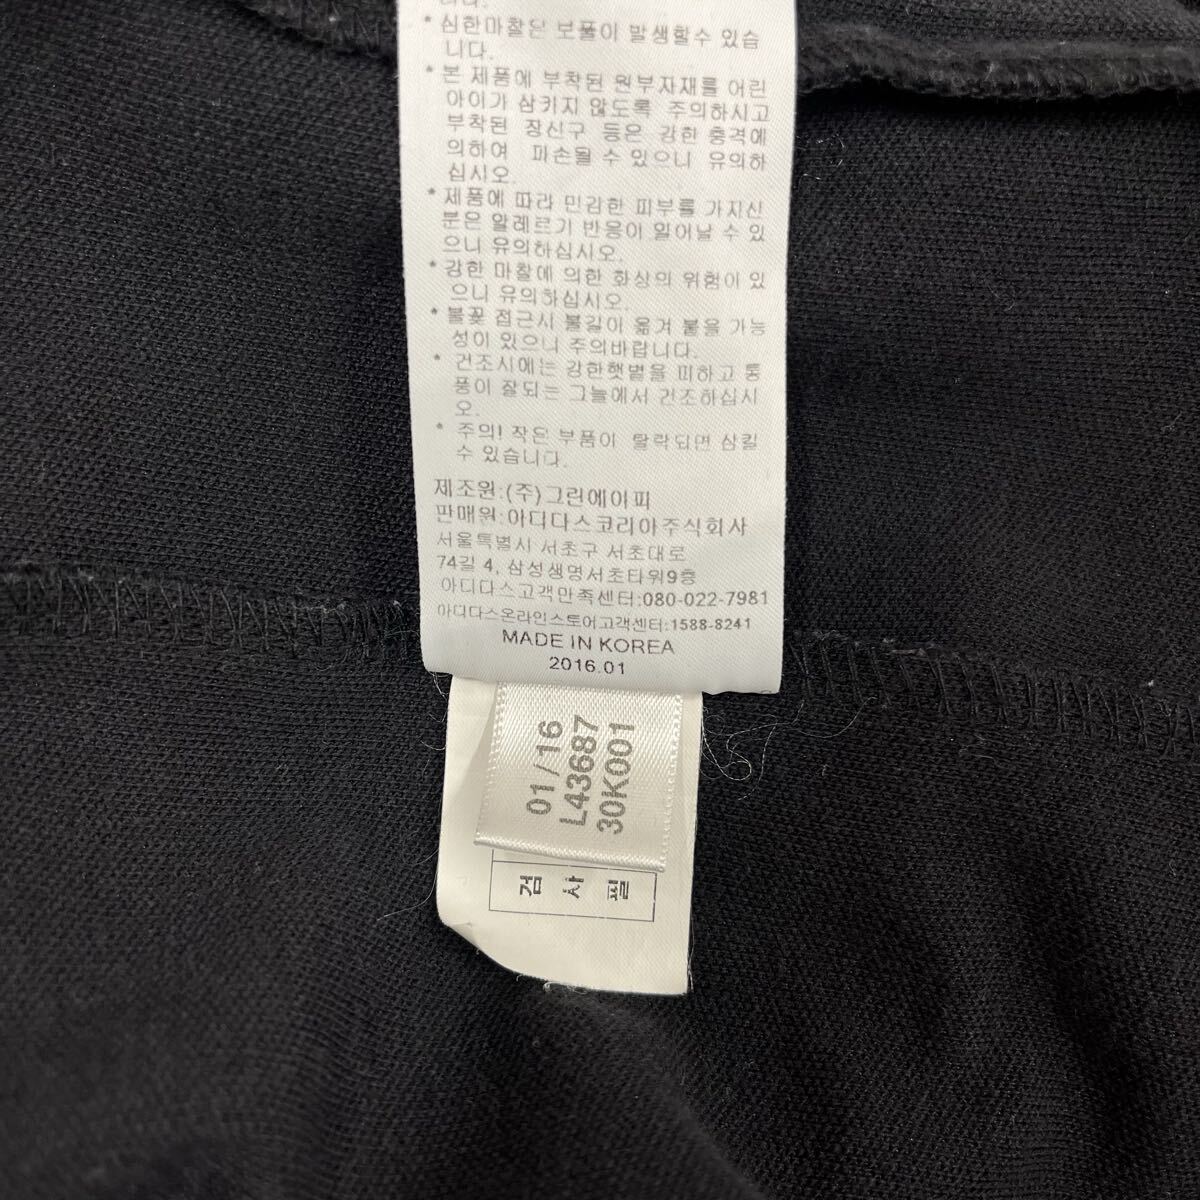 니다.
* 심한마찰은 보풀이 발생할수 있습
니다.
* 본 제품에 부착된 원부자재를 어린
아이가 삼키지 않도록 주의하시고
부착된 장신구 등은 강한 충격에
의하여 파손될 수 있으니 유의하
십시오.
* 제품에 따라 민감한 피부를 가지신
분은 알레르기 반응이 일어날 수 있
으니 유의하십시오.
* 강한 마찰에 의한 화상의 위험이 있
으니 유의하십시오.
* 불꽃 접근시 불길이 옮겨 붙을 가능
성이 있으니 주의바랍니다.
* 건조시에는 강한햇볕을 피하고 통
풍이 잘되는 그늘에서 건조하십시
오.
* 주의! 작은 부품이 탈락되면 삼킬
수 있습니다.
제조원:(주)그린에이피
판매원:아디다스코리아주식회사
서울특별시 서초구 서초대로
74길 4, 삼성생명서초타워9층
아디다스고객만족센터:080-022-7981
아디다스온라인스토어고객센터:1588-8241
MADE IN KOREA
2016.01
01/16
L43687
30K001
검 사 필